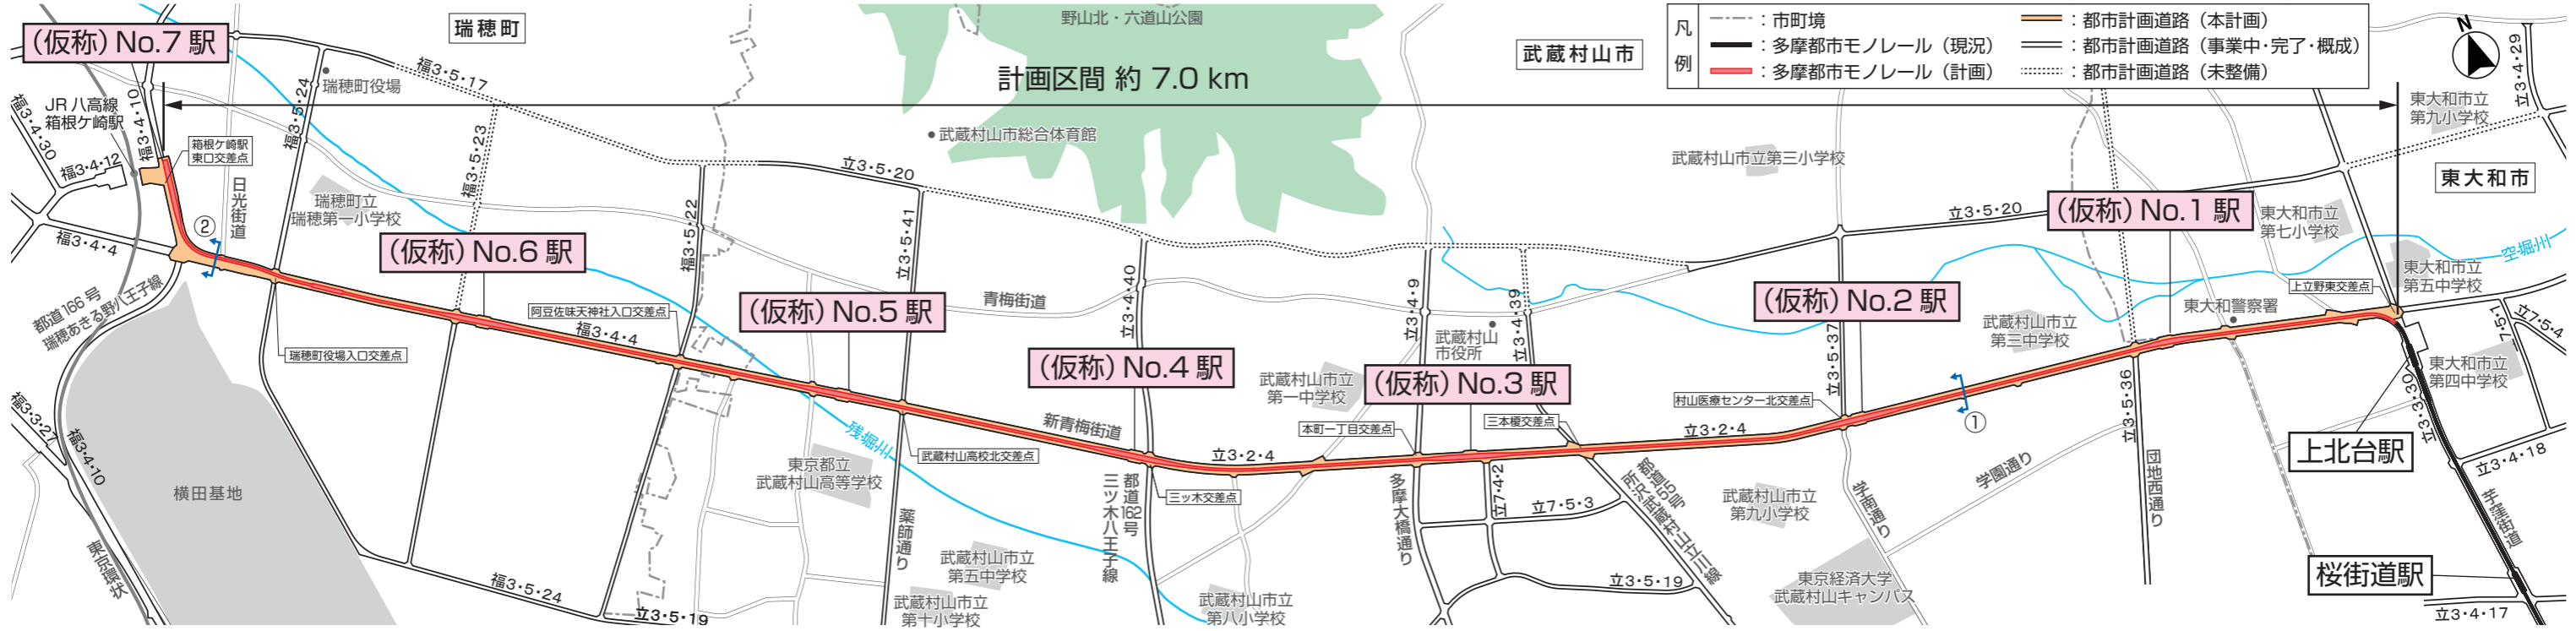 (仮称) No.7 駅
瑞穂町
野山北・六道山公園
武蔵村山市
凡例
：市町境
：多摩都市モノレール（現況）
：多摩都市モノレール（計画）
：都市計画道路（本計画）
：都市計画道路（事業中・完了・概成）
：都市計画道路（未整備）
N
計画区間 約 7.0 km
福3・5・17
瑞穂町役場
福3・5・24
JR 八高線
箱根ケ崎駅
福3・4・10
福3・4・30
福3・4・12
箱根ケ崎駅
東口交差点
日光街道
福3・5・23
瑞穂町立
瑞穂第一小学校
②
福3・4・4
都道166号
瑞穂あきる野八王子線
(仮称) No.6 駅
瑞穂町役場入口交差点
阿豆佐味天神社入口交差点
福3・4・4
福3・5・22
武蔵村山市総合体育館
立3・5・20
立3・5・41
青梅街道
(仮称) No.5 駅
残堀川
武蔵村山高校北交差点
東京都立
武蔵村山高等学校
新青梅街道
立3・4・40
(仮称) No.4 駅
三ツ木交差点
都道162号
三ツ木八王子線
立3・2・4
武蔵村山市立
第一中学校
立3・4・9
武蔵村山
市役所
立3・4・39
(仮称) No.3 駅
本町一丁目交差点
三本榎交差点
多摩大橋通り
立7・4・2
立7・5・3
都道55号
所沢武蔵村山立川線
立3・5・19
立3・2・4
武蔵村山市立第三小学校
立3・5・20
(仮称) No.2 駅
立3・5・37
村山医療センター北交差点
①
武蔵村山市立
第三中学校
武蔵村山市立
第九小学校
学園通り
学南通り
東京経済大学
武蔵村山キャンパス
(仮称) No.1 駅
立3・5・36
団地西通り
東大和警察署
東大和市立
第七小学校
上立野東交差点
東大和市立
第九小学校
立3・4・29
東大和市
東大和市立
第五中学校
空堀川
立7・5・4
立7・5・1
東大和市立
第四中学校
立3・3・30
上北台駅
立3・4・18
芋窪街道
桜街道駅
立3・4・17
横田基地
福3・3・27
福3・4・10
東京環状
福3・5・24
立3・5・19
薬師通り
武蔵村山市立
第五中学校
武蔵村山市立
第十小学校
武蔵村山市立
第八小学校